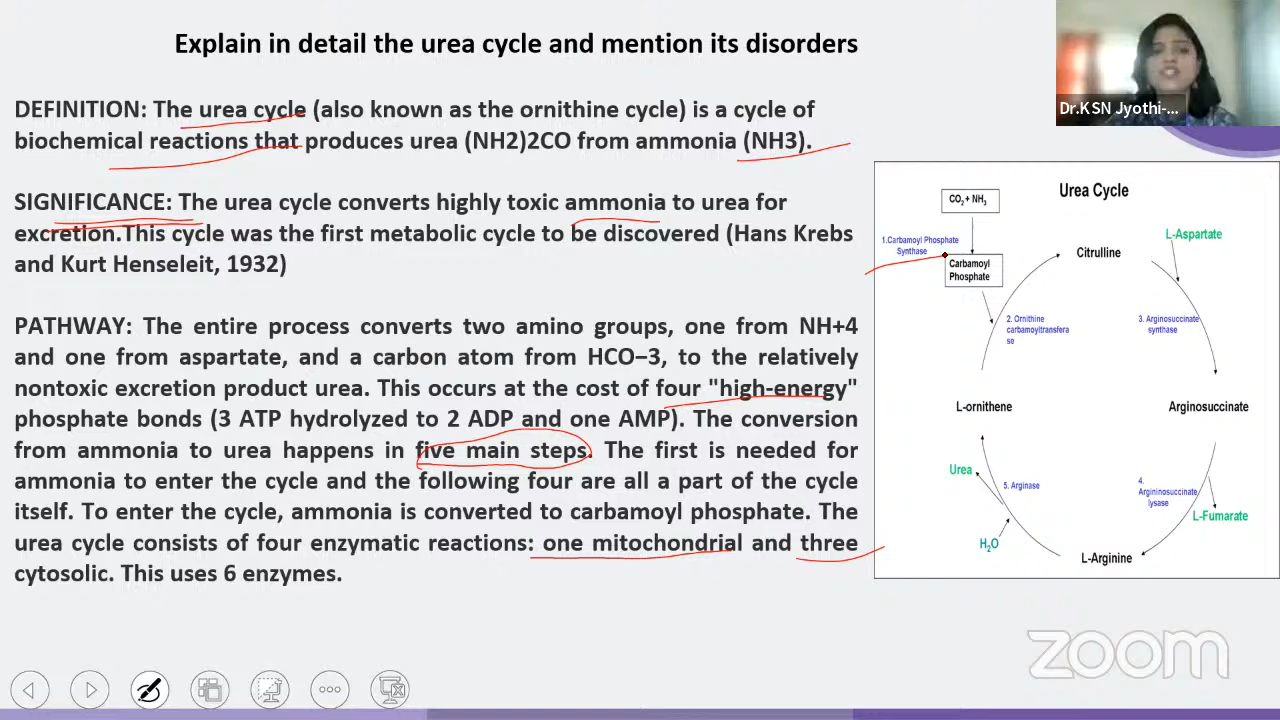 Explain in detail the urea cycle and mention its disorders
Dr.KSN Jyothi-...
DEFINITION: The urea cycle (also known as the ornithine cycle) is a cycle of
biochemical reactions that produces urea (NH2)2CO from ammonia (NH3).
SIGNIFICANCE: The urea cycle converts highly toxic ammonia to urea for
excretion.This cycle was the first metabolic cycle to be discovered (Hans Krebs
and Kurt Henseleit, 1932)
PATHWAY: The entire process converts two amino groups, one from NH+4
and one from aspartate, and a carbon atom from HCO−3, to the relatively
nontoxic excretion product urea. This occurs at the cost of four "high-energy"
phosphate bonds (3 ATP hydrolyzed to 2 ADP and one AMP). The conversion
from ammonia to urea happens in five main steps. The first is needed for
ammonia to enter the cycle and the following four are all a part of the cycle
itself. To enter the cycle, ammonia is converted to carbamoyl phosphate. The
urea cycle consists of four enzymatic reactions: one mitochondrial and three
cytosolic. This uses 6 enzymes.
Urea Cycle
CO2 + NH3
1.Carbamoyl Phosphate
Synthase
Carbamoyl
Phosphate
Citrulline
L-Aspartate
2. Ornithine
carbamoyltransfera
se
3. Arginosuccinate
synthase
L-ornithene
Arginosuccinate
Urea
5. Arginase
4.
Argininosuccinate
lysase
L-Fumarate
H2O
L-Arginine
zoom